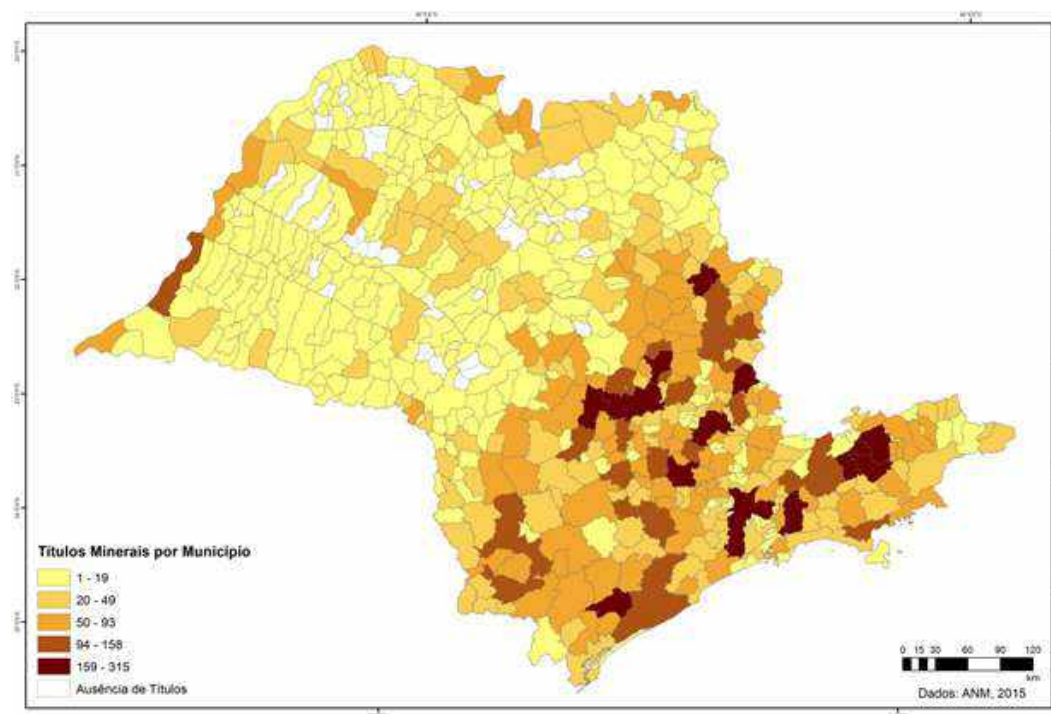 Títulos Minerais por Município
1 - 19
20 - 49
50 - 93
94 - 158
159 - 315
Ausência de Títulos
0 15 30 60 90 120
km
Dados: ANM, 2015